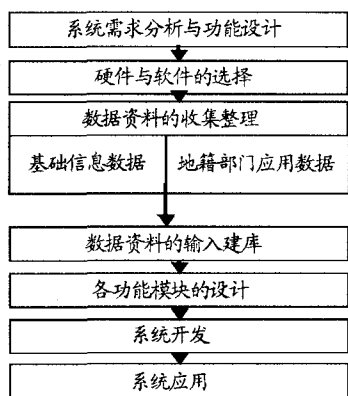 系统需求分析与功能设计
硬件与软件的选择
数据资料的收集整理
基础信息数据 地籍部门应用数据
数据资料的输入建库
各功能模块的设计
系统开发
系统应用